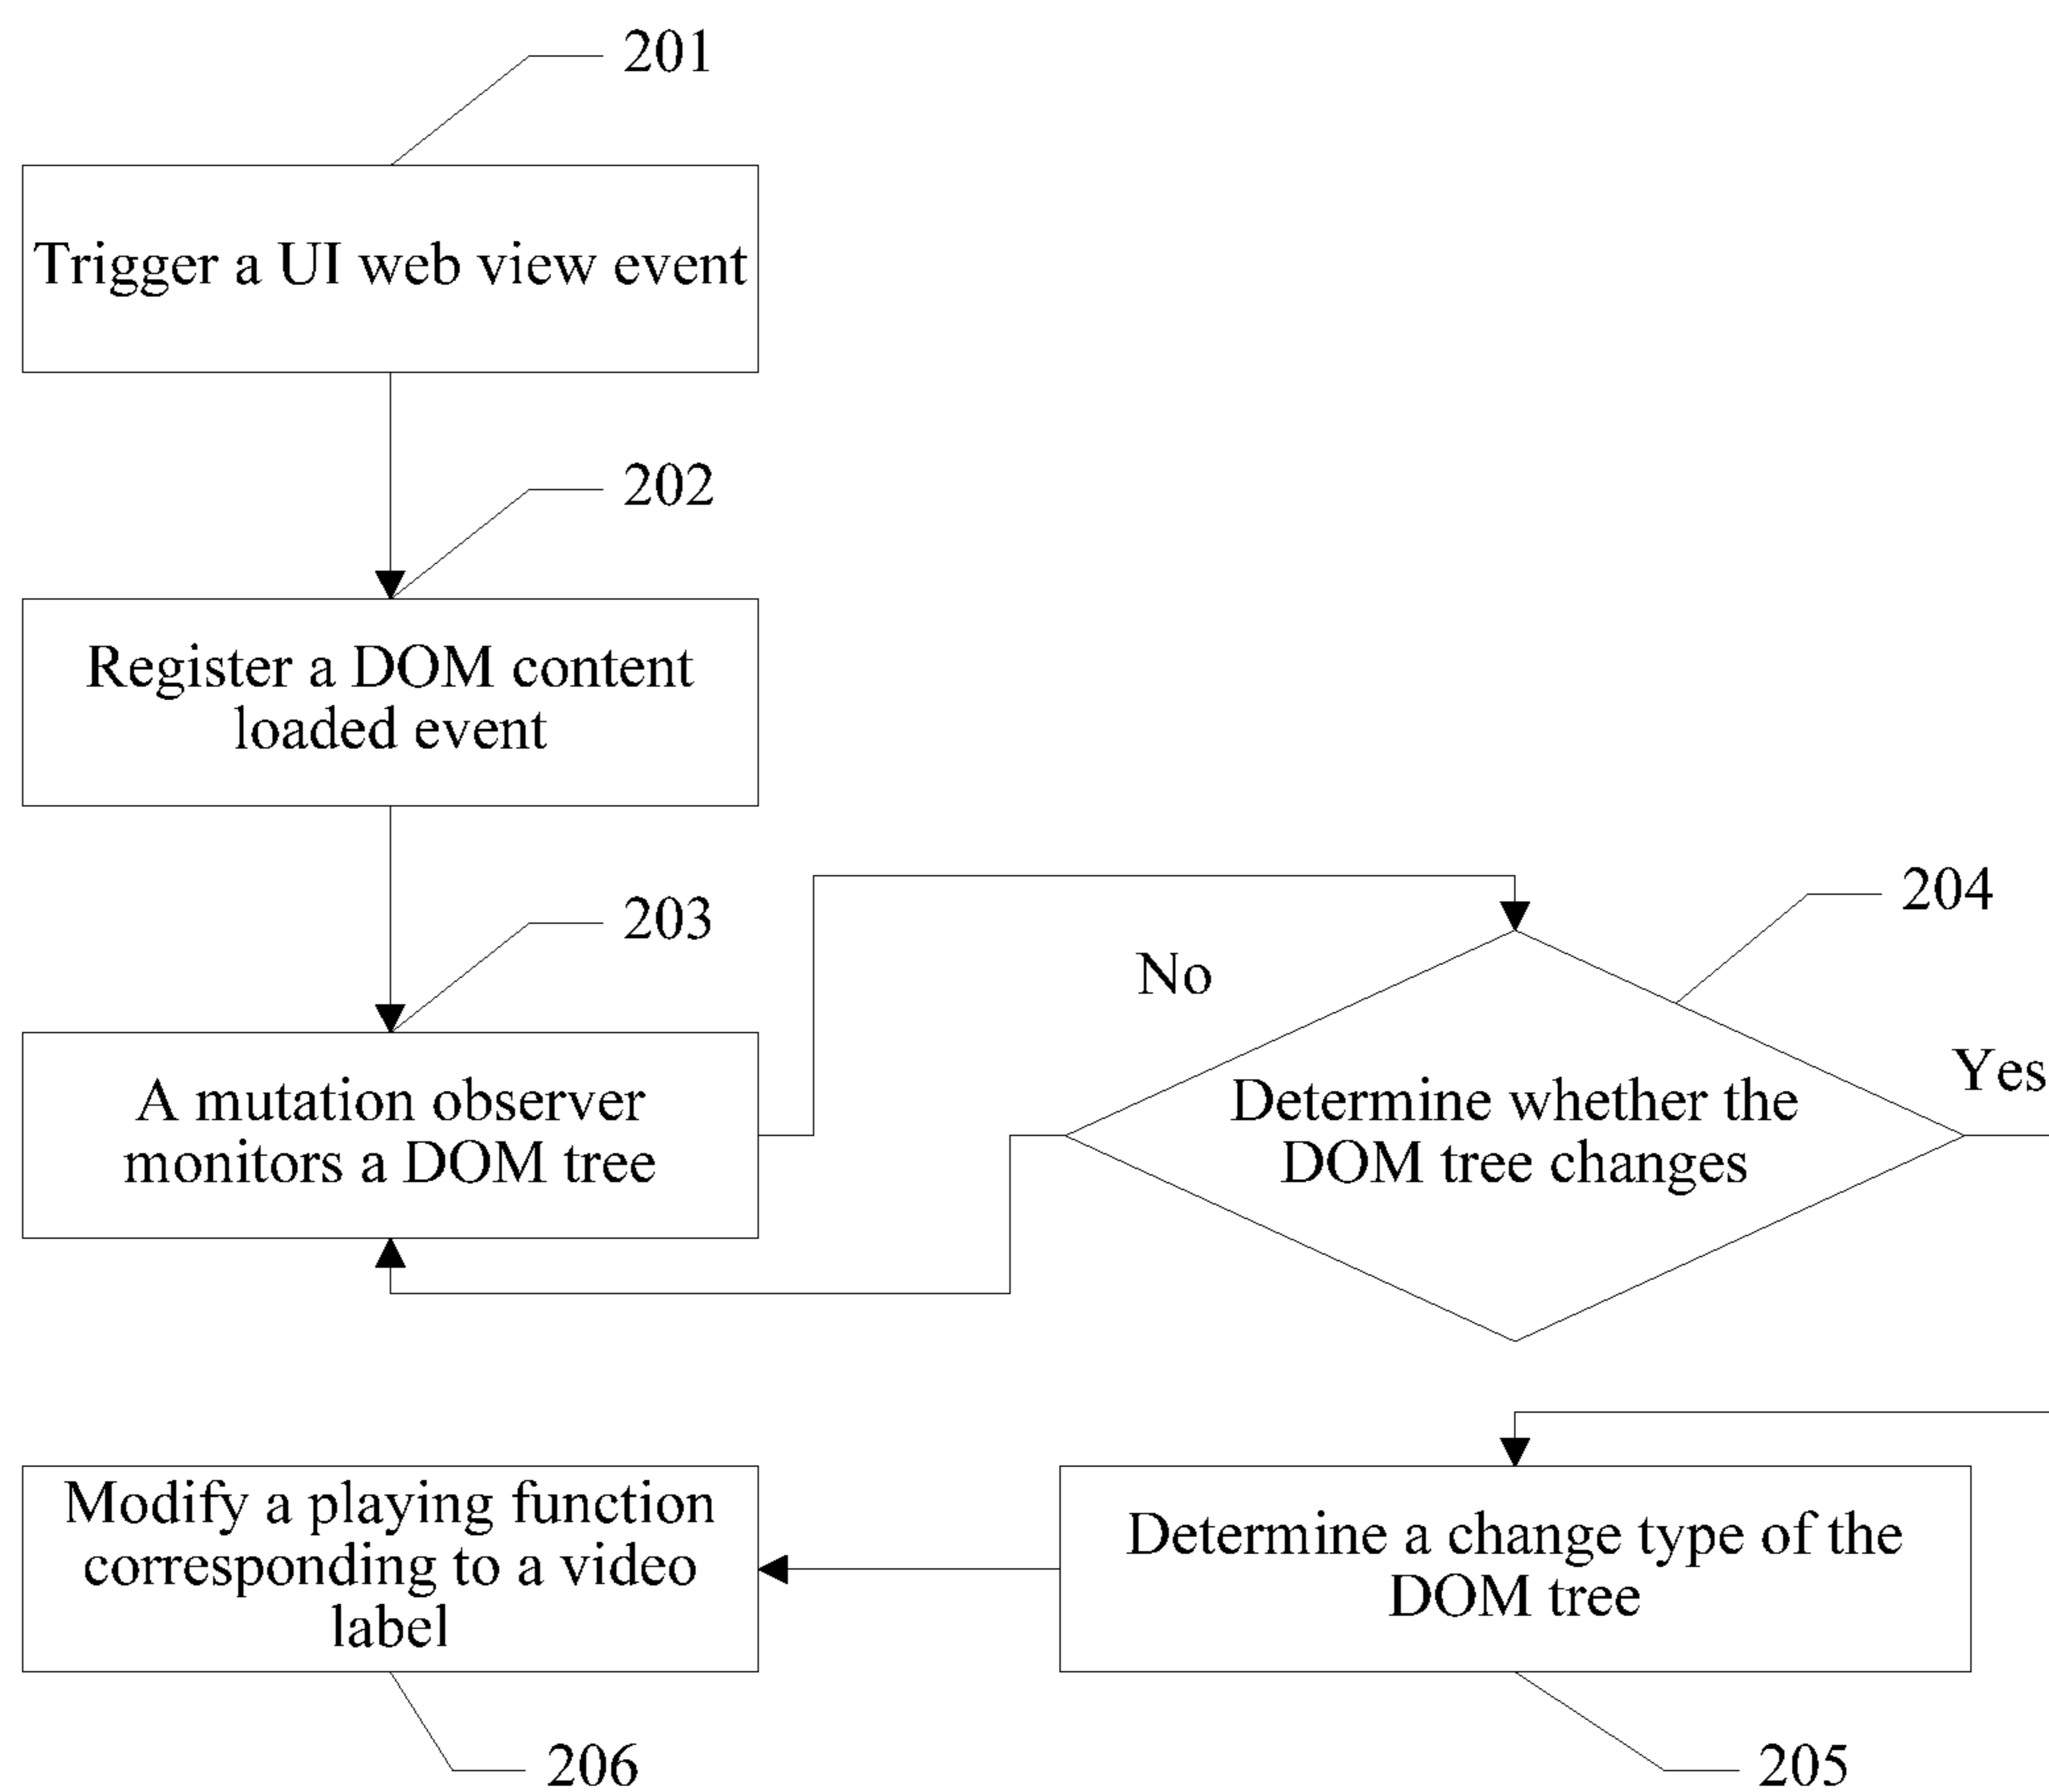 201
Trigger a UI web view event
202
Register a DOM content
loaded event
203
A mutation observer
monitors a DOM tree
204
No
Yes
Determine whether the
DOM tree changes
Determine a change type of the
DOM tree
205
Modify a playing function
corresponding to a video
label
206